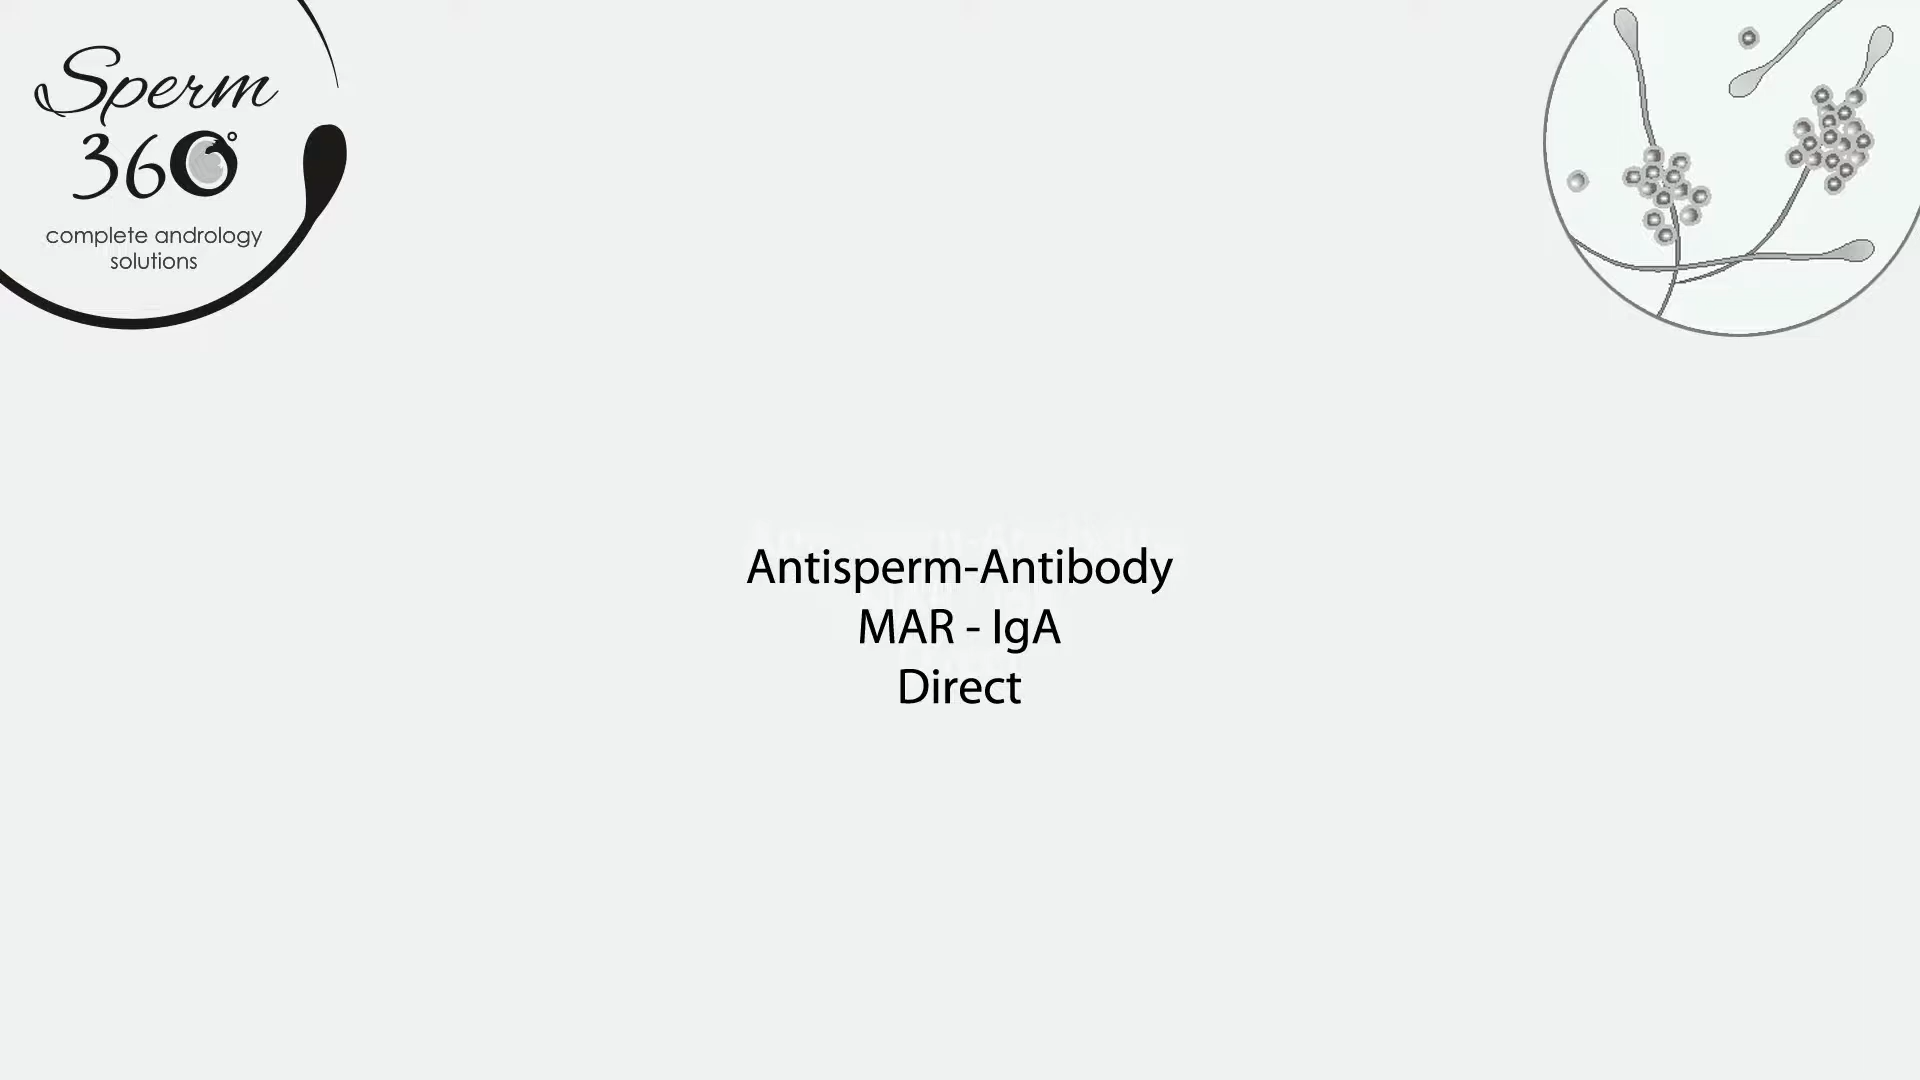 Sperm
360°
complete andrology
solutions
Antisperm-Antibody
MAR - IgA
Direct